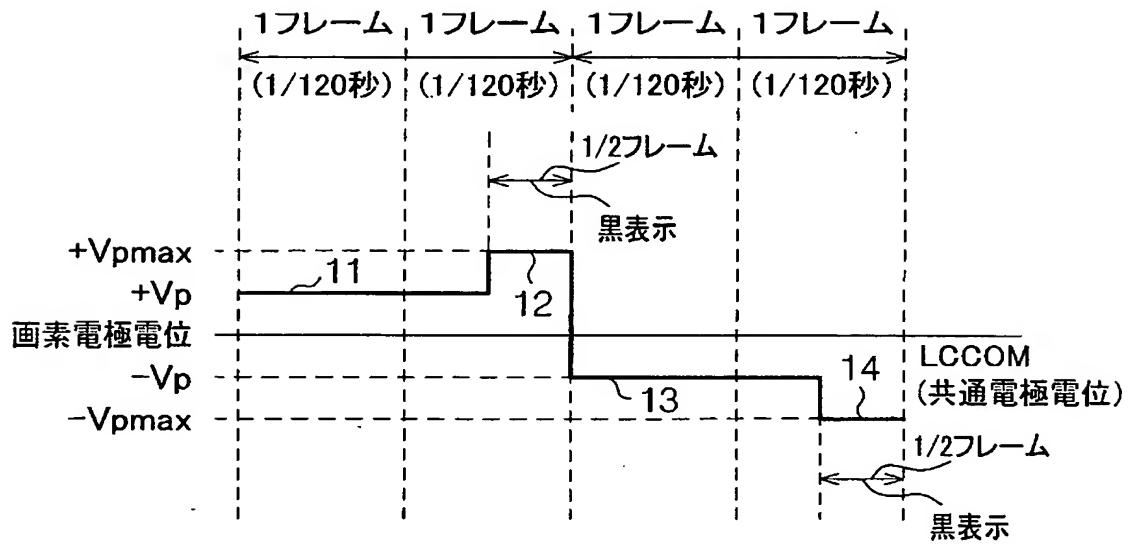 1フレーム 1フレーム 1フレーム 1フレーム
(1/120秒) (1/120秒) (1/120秒) (1/120秒)
1/2フレーム
黒表示
+Vpmax
12
+Vp
11
画素電極電位
LCCOM
(共通電極電位)
−Vp
13
14
−Vpmax
1/2フレーム
黒表示